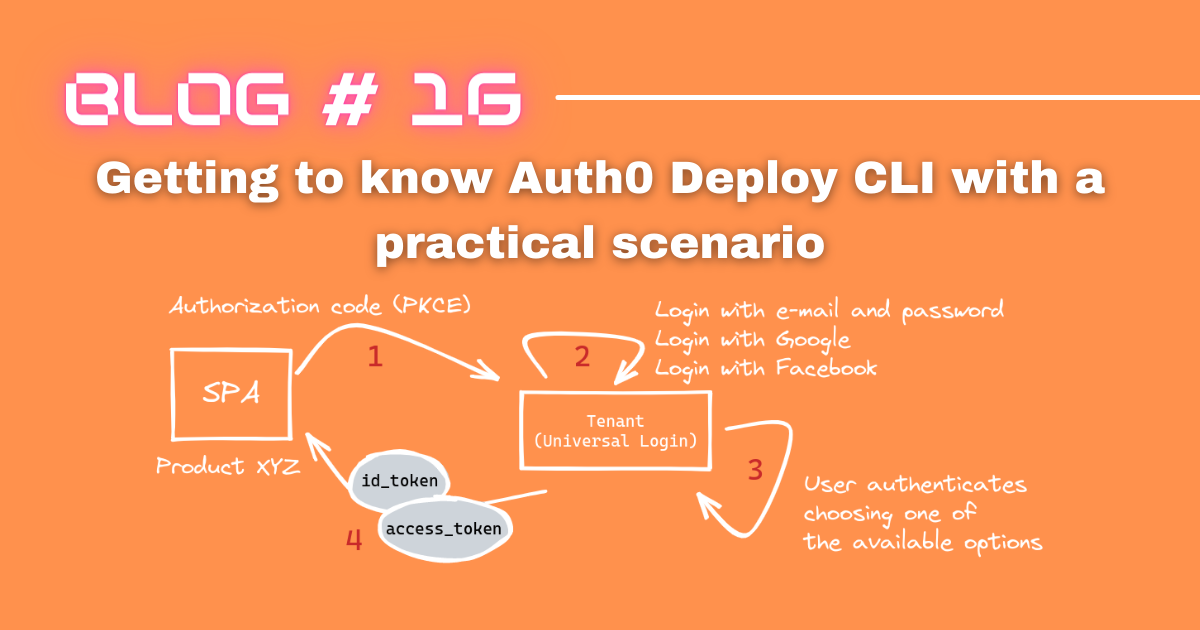 BLOG # 16
Getting to know Auth0 Deploy CLI with a
practical scenario
Authorization code (PKCE)
1
SPA
Product XYZ
2
Login with e-mail and password
Login with Google
Login with Facebook
Tenant
(Universal Login)
3
User authenticates
choosing one of
the available options
id_token
access_token
4